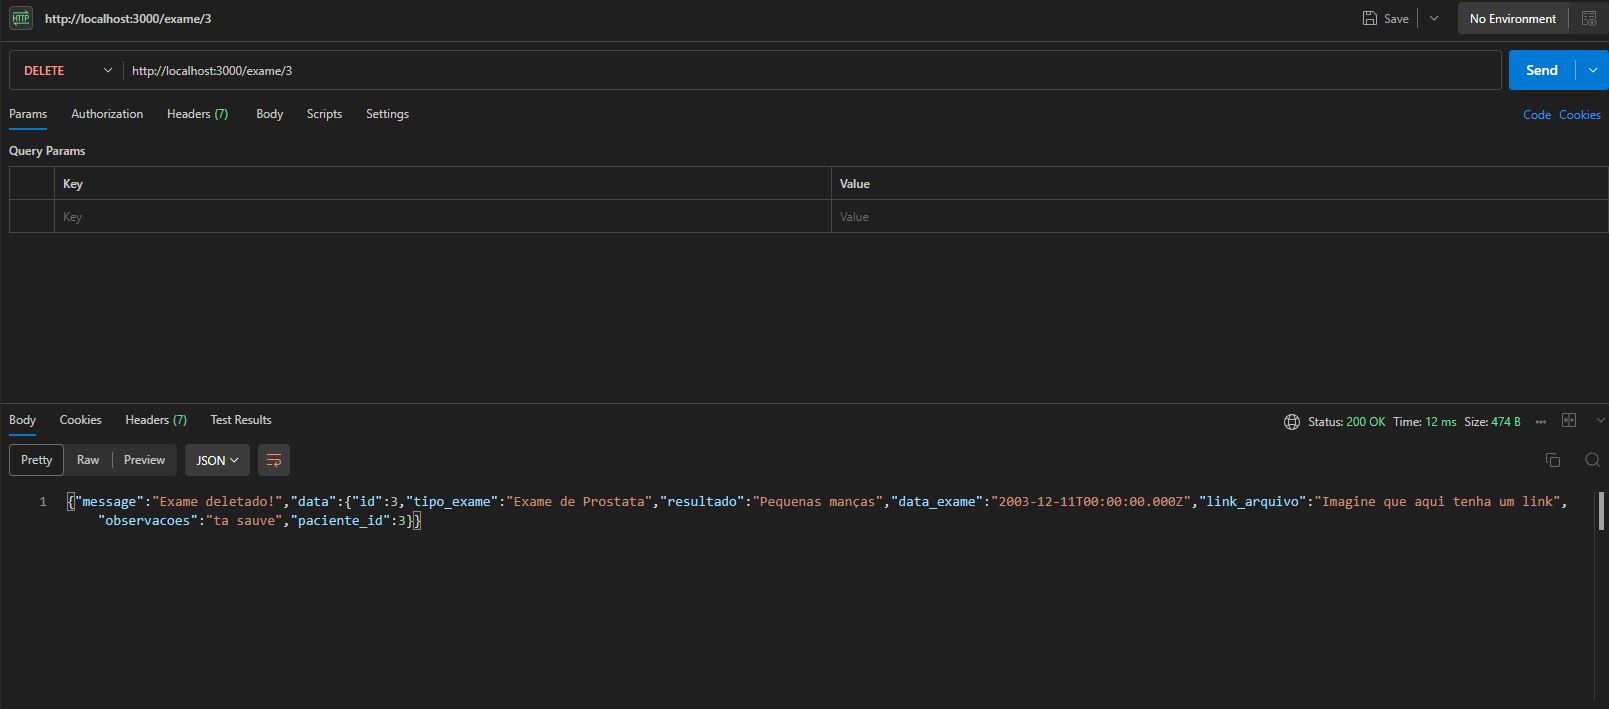 HTTP http://localhost:3000/exame/3 Save No Environment
DELETE http://localhost:3000/exame/3 Send
Params Authorization Headers (7) Body Scripts Settings Code Cookies
Query Params
Key Value
Key Value
Body Cookies Headers (7) Test Results Status: 200 OK Time: 12 ms Size: 474 B
Pretty Raw Preview JSON
1 {"message":"Exame deletado!","data":{"id":3,"tipo_exame":"Exame de Prostata","resultado":"Pequenas manças","data_exame":"2003-12-11T00:00:00.000Z","link_arquivo":"Imagine que aqui tenha um link",
"observacoes":"ta sauve","paciente_id":3}}